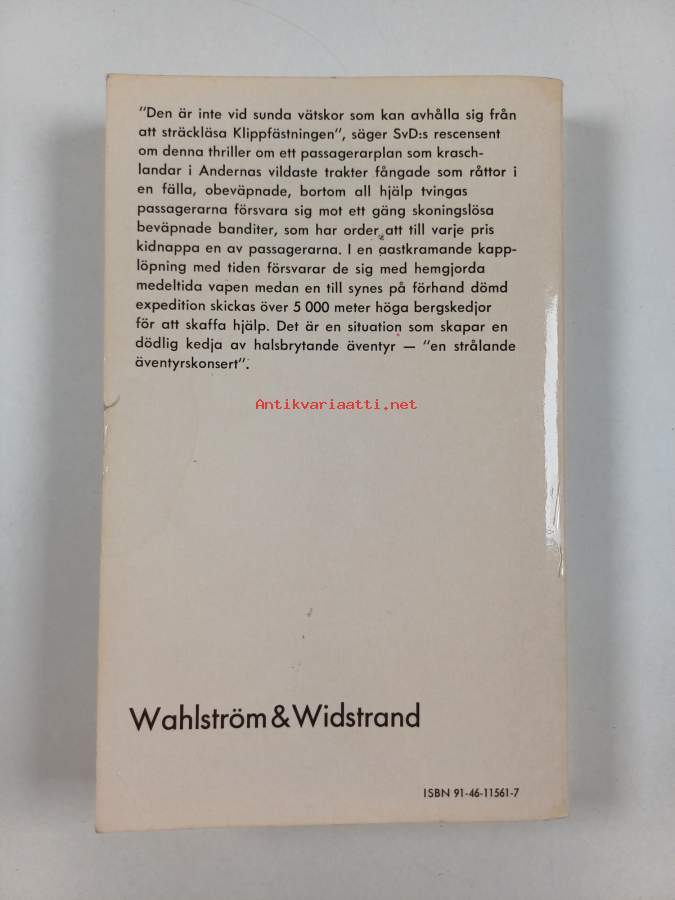 "Den är inte vid sunda vätskor som kan avhålla sig från
att sträckläsa Klippfästningen", säger SvD:s rescensent
om denna thriller om ett passagerarplan som krasch-
landar i Andernas vildaste trakter fångade som råttor i
en fälla, obeväpnade, bortom all hjälp tvingas
passagerarna försvara sig mot ett gäng skoningslösa
beväpnade banditer, som har order att till varje pris
kidnappa en av passagerarna. I en aastkramande kapp-
löpning med tiden försvarar de sig med hemgjorda
medeltida vapen medan en till synes på förhand dömd
expedition skickas över 5 000 meter höga bergskedjor
för att skaffa hjälp. Det är en situation som skapar en
dödlig kedja av halsbrytande äventyr — "en strålande
äventyrskonsert".
Antikvariaatti.net
Wahlström & Widstrand
ISBN 91-46-11561-7